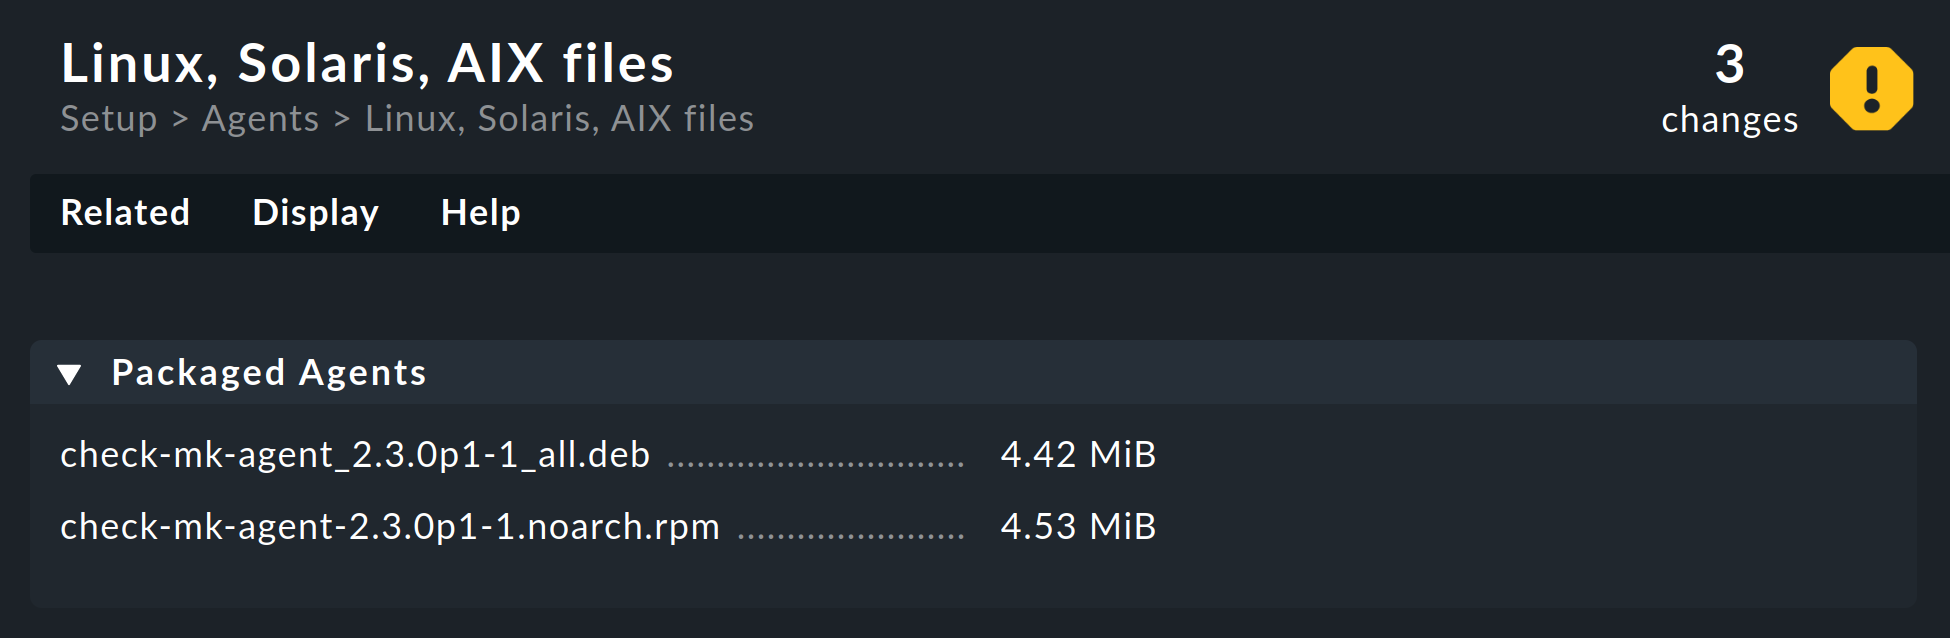 Linux, Solaris, AIX files
Setup > Agents > Linux, Solaris, AIX files
3
changes
Related Display Help
Packaged Agents
check-mk-agent_2.3.0p1-1_all.deb .............................. 4.42 MiB
check-mk-agent-2.3.0p1-1.noarch.rpm ....................... 4.53 MiB